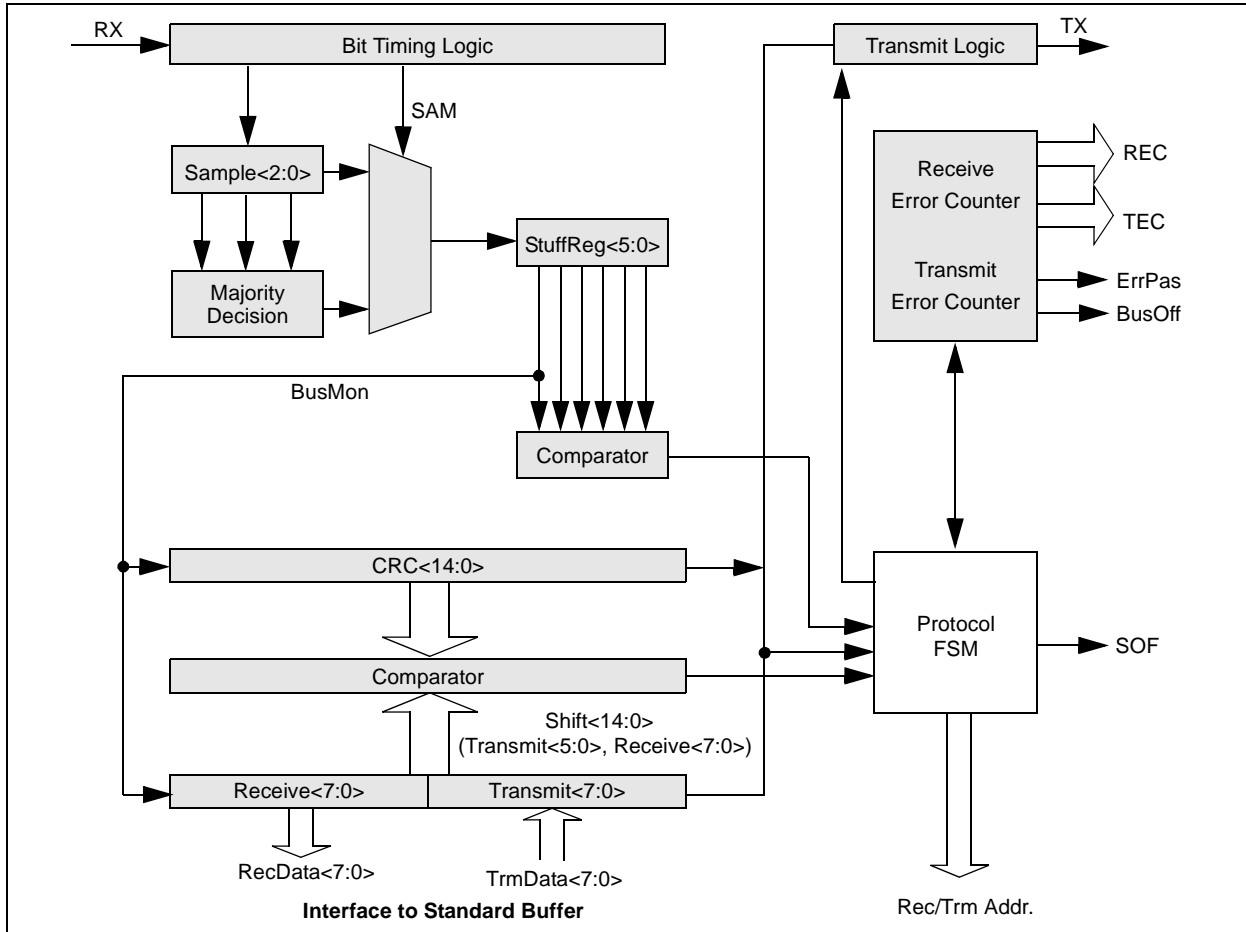 RX
Bit Timing Logic
Transmit Logic
TX
SAM
Sample<2:0>
Receive
Error Counter
REC
TEC
StuffReg<5:0>
Majority
Decision
Transmit
Error Counter
ErrPas
BusOff
BusMon
Comparator
CRC<14:0>
Protocol
FSM
SOF
Comparator
Shift<14:0>
(Transmit<5:0>, Receive<7:0>)
Receive<7:0>
Transmit<7:0>
RecData<7:0>
TrmData<7:0>
Interface to Standard Buffer
Rec/Trm Addr.